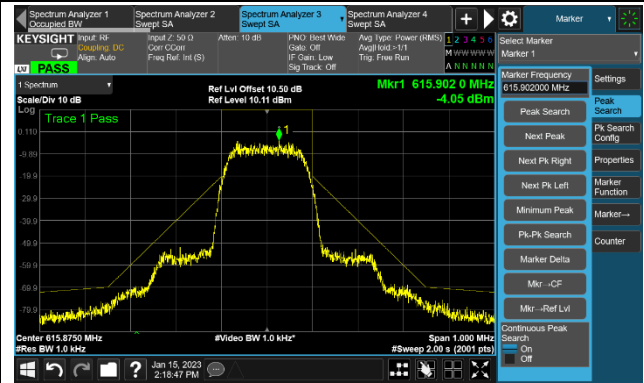 Spectrum Analyzer 1
Occupied BW
Spectrum Analyzer 2
Swept SA
Spectrum Analyzer 3
Swept SA
Spectrum Analyzer 4
Swept SA
Marker
KEYSIGHT
Input: RF
Coupling: DC
Align: Auto
Input Z: 50 Ω
Corr CCorr
Freq Ref: Int (S)
Atten: 10 dB
PNO: Best Wide
Gate: Off
IF Gain: Low
Sig Track: Off
Avg Type: Power (RMS)
Avg|Hold:>1/1
Trig: Free Run
1 2 3 4 5 6
M W W W W W
A N N N N N
LXI
PASS
Select Marker
Marker 1
1 Spectrum
Scale/Div 10 dB
Log
Ref Lvl Offset 10.50 dB
Ref Level 10.11 dBm
Mkr1 615.902 0 MHz
-4.05 dBm
Trace 1 Pass
1
0.110
-9.89
-19.9
-29.9
-39.9
-49.9
-59.9
-69.9
-79.9
Center 615.8750 MHz
#Res BW 1.0 kHz
#Video BW 1.0 kHz*
Span 1.000 MHz
#Sweep 2.00 s (2001 pts)
Marker Frequency
615.902000 MHz
Peak Search
Next Peak
Next Pk Right
Next Pk Left
Minimum Peak
Pk-Pk Search
Marker Delta
Mkr→CF
Mkr→Ref Lvl
Continuous Peak
Search
On
Off
Settings
Peak
Search
Pk Search
Config
Properties
Marker
Function
Marker→
Counter
Jan 15, 2023
2:18:47 PM